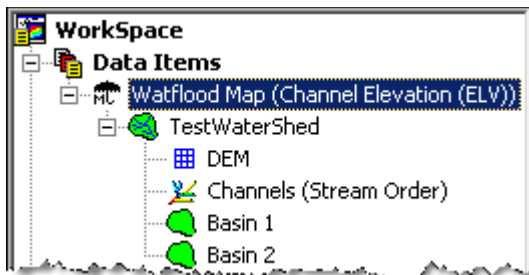 WorkSpace
Data Items
Watflood Map (Channel Elevation (ELV))
TestWaterShed
DEM
Channels (Stream Order)
Basin 1
Basin 2